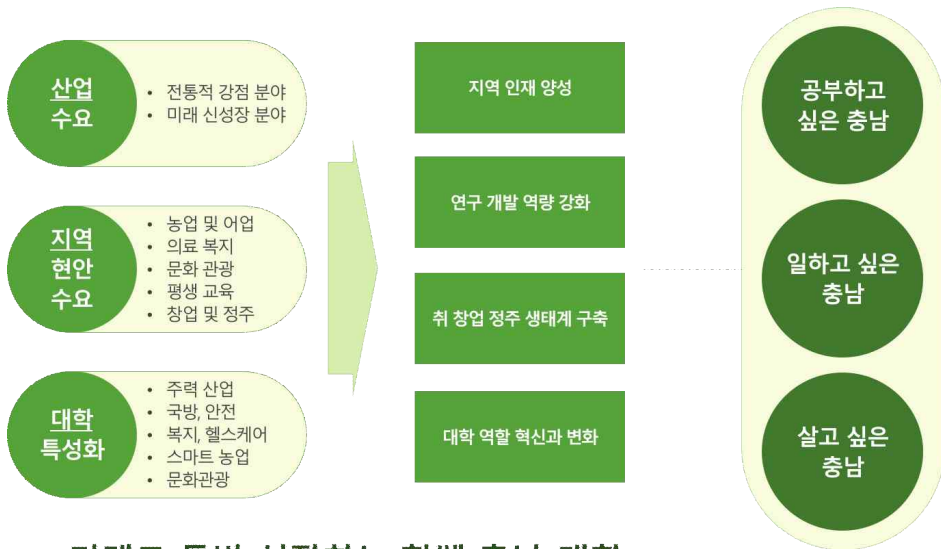 산업
수요
• 전통적 강점 분야
• 미래 신성장 분야
지역
현안
수요
• 농업 및 어업
• 의료 복지
• 문화 관광
• 평생 교육
• 창업 및 정주
대학
특성화
• 주력 산업
• 국방, 안전
• 복지, 헬스케어
• 스마트 농업
• 문화관광
지역 인재 양성
연구 개발 역량 강화
취 창업 정주 생태계 구축
대학 역할 혁신과 변화
공부하고
싶은 충남
일하고 싶은
충남
살고 싶은
충남